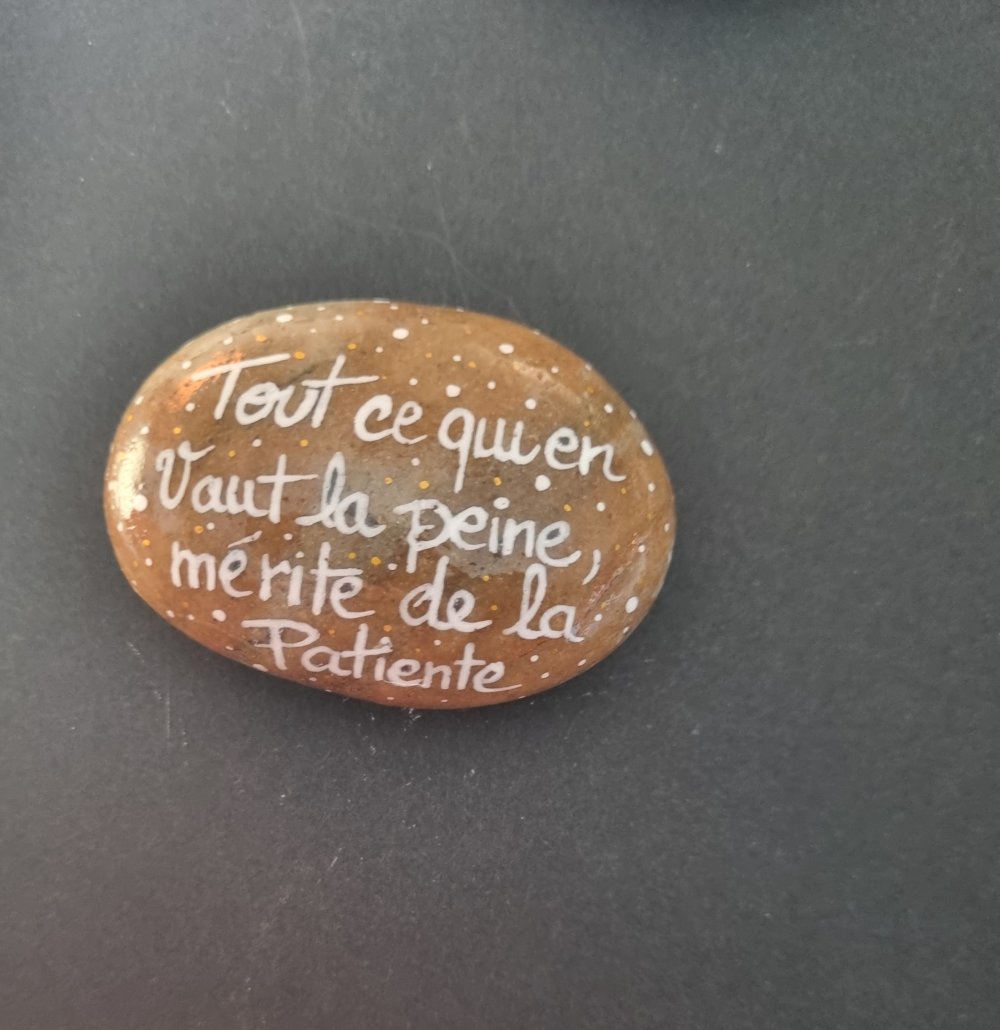 Tout ce qui en
Vaut la peine,
mérite de la
Patiente